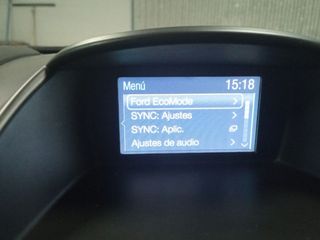 Menú 15:18
Ford EcoMode
SYNC: Ajustes
SYNC: Aplic.
Ajustes de audio